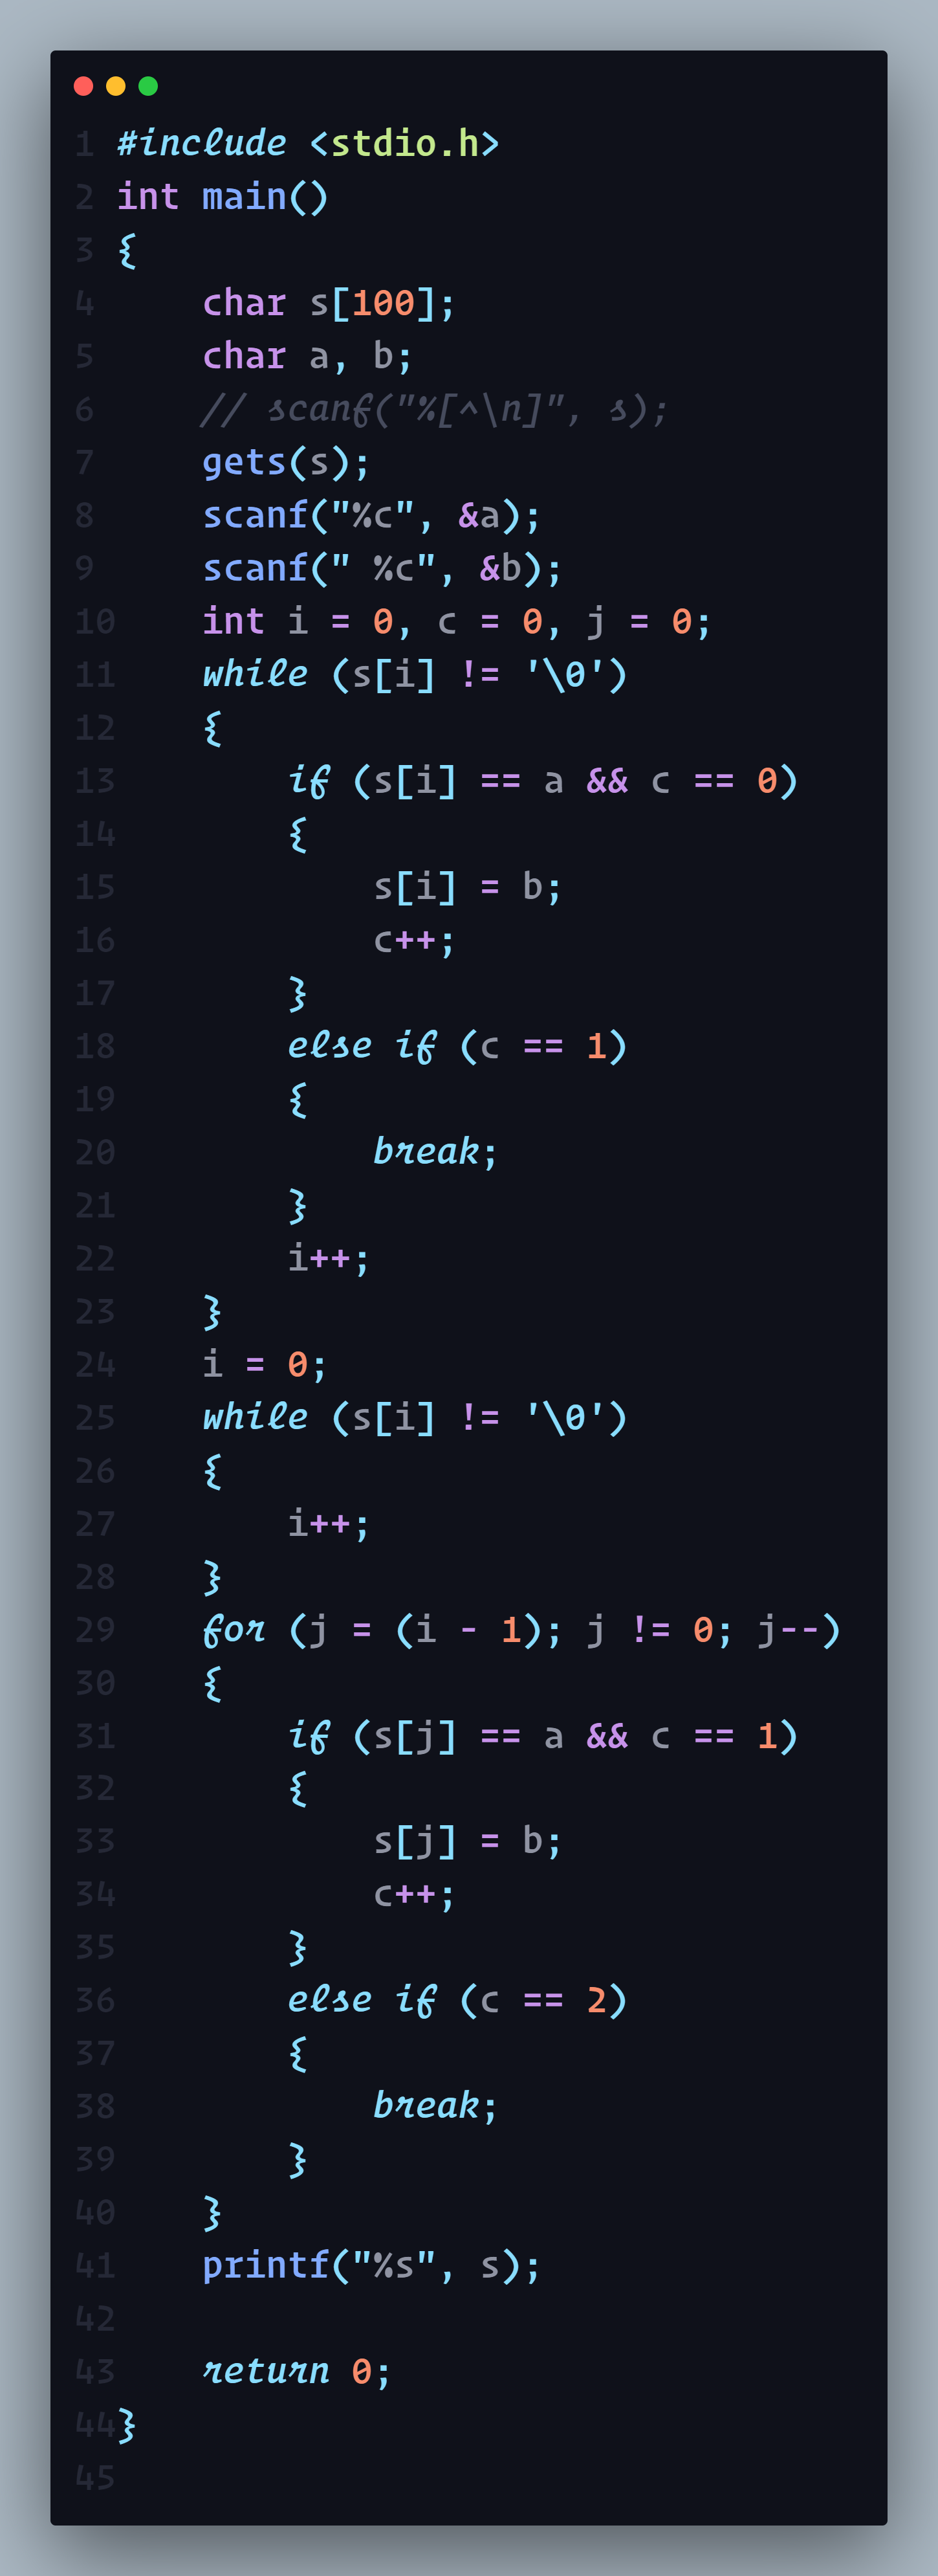 1 #include <stdio.h>
2 int main()
3 {
4     char s[100];
5     char a, b;
6     // scanf("%[^\n]", s);
7     gets(s);
8     scanf("%c", &a);
9     scanf(" %c", &b);
10     int i = 0, c = 0, j = 0;
11     while (s[i] != '\0')
12     {
13         if (s[i] == a && c == 0)
14         {
15             s[i] = b;
16             c++;
17         }
18         else if (c == 1)
19         {
20             break;
21         }
22         i++;
23     }
24     i = 0;
25     while (s[i] != '\0')
26     {
27         i++;
28     }
29     for (j = (i - 1); j != 0; j--)
30     {
31         if (s[j] == a && c == 1)
32         {
33             s[j] = b;
34             c++;
35         }
36         else if (c == 2)
37         {
38             break;
39         }
40     }
41     printf("%s", s);
42
43     return 0;
44 }
45